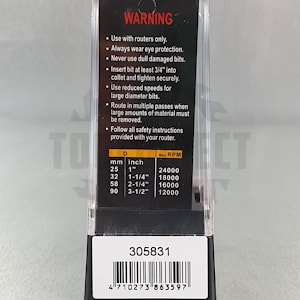 WARNING
• Use with routers only.
• Always wear eye protection.
• Never use dull damaged bits.
• Insert bit at least 3/4" into
collet and tighten securely.
• Use reduced speeds for
large diameter bits.
• Route in multiple passes when
large amounts of material must
be removed.
• Follow all safety instructions
provided with your router.
D RPM
mm inch
25 1" 24000
32 1-1/4" 18000
58 2-1/4" 16000
90 3-1/2" 12000
305831
4 710273 863597